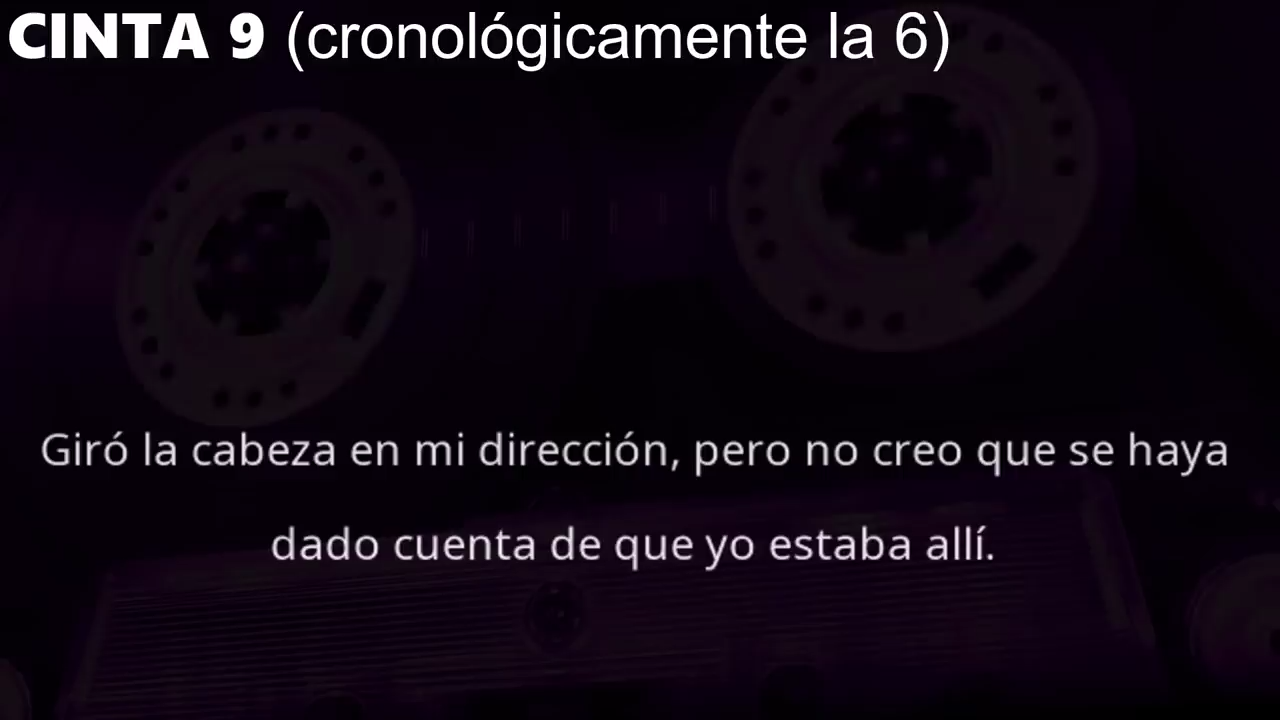 CINTA 9 (cronológicamente la 6)
Giró la cabeza en mi dirección, pero no creo que se haya
dado cuenta de que yo estaba allí.